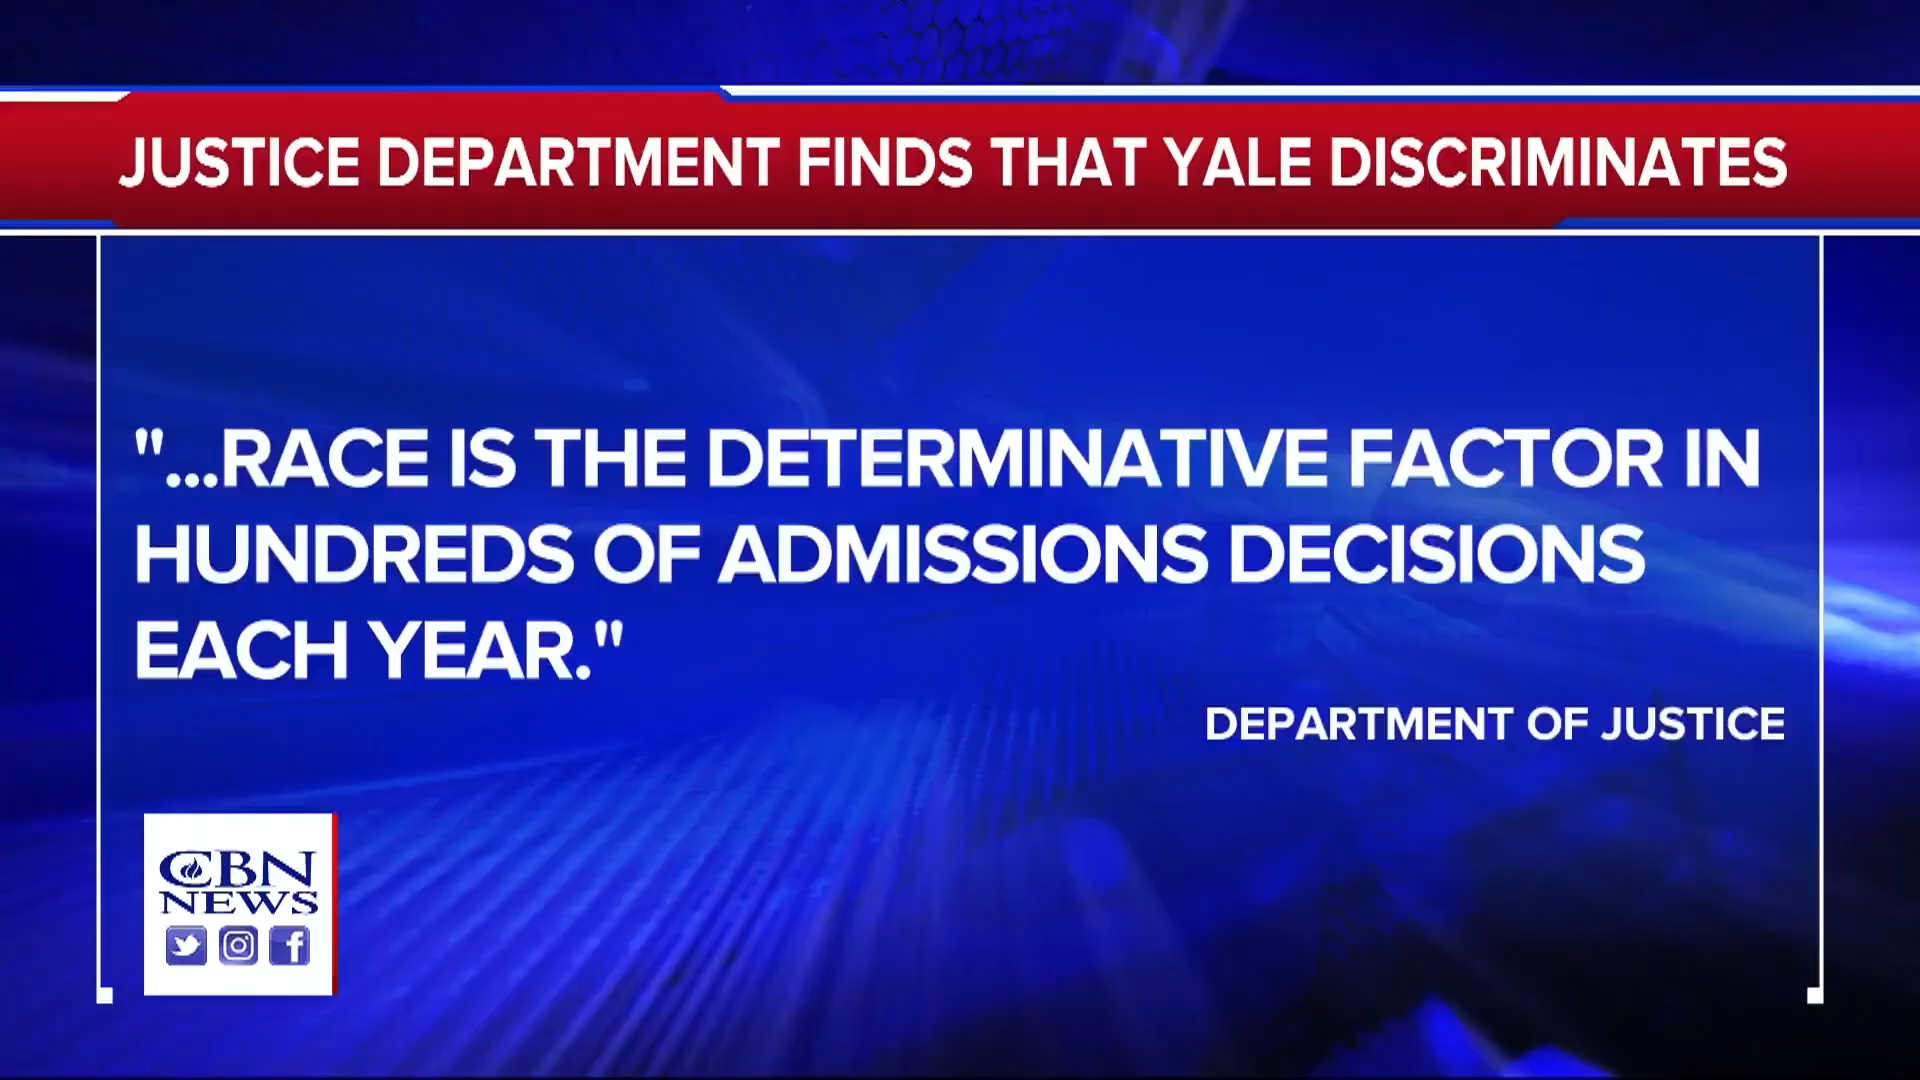 JUSTICE DEPARTMENT FINDS THAT YALE DISCRIMINATES
"...RACE IS THE DETERMINATIVE FACTOR IN
HUNDREDS OF ADMISSIONS DECISIONS
EACH YEAR."
DEPARTMENT OF JUSTICE
CBN
NEWS